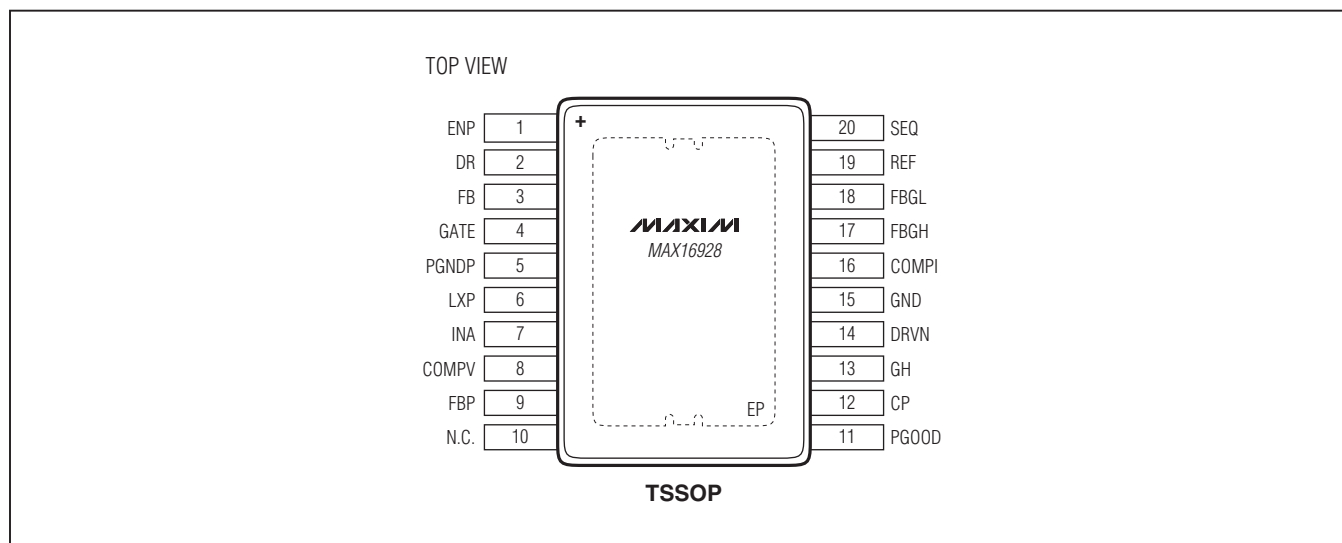 TOP VIEW
ENP 1
DR 2
FB 3
GATE 4
PGNDP 5
LXP 6
INA 7
COMPV 8
FBP 9
N.C. 10
+
MAXIM
MAX16928
EP
20 SEQ
19 REF
18 FBGL
17 FBGH
16 COMPI
15 GND
14 DRVN
13 GH
12 CP
11 PGOOD
TSSOP